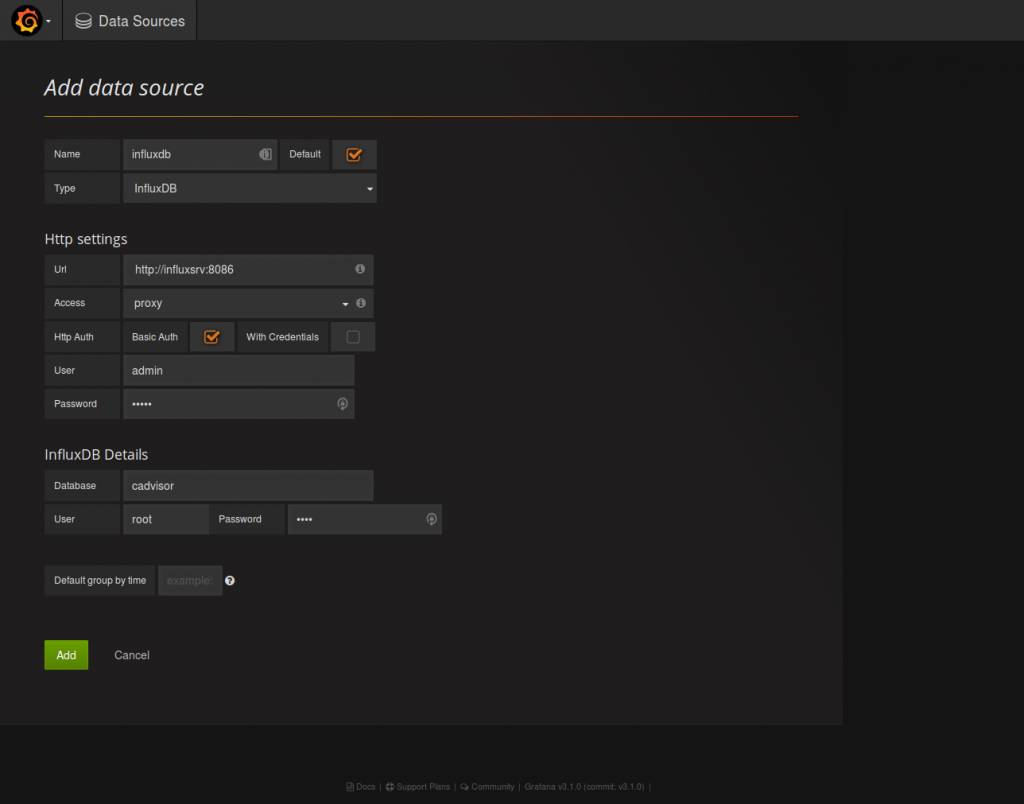 Data Sources
Add data source
Name influxdb Default
Type InfluxDB
Http settings
Url http://influxsrv:8086
Access proxy
Http Auth Basic Auth With Credentials
User admin
Password •••••
InfluxDB Details
Database cadvisor
User root Password ••••
Default group by time example:
Add Cancel
Docs | Support Plans | Community | Grafana v3.1.0 (commit: v3.1.0) |